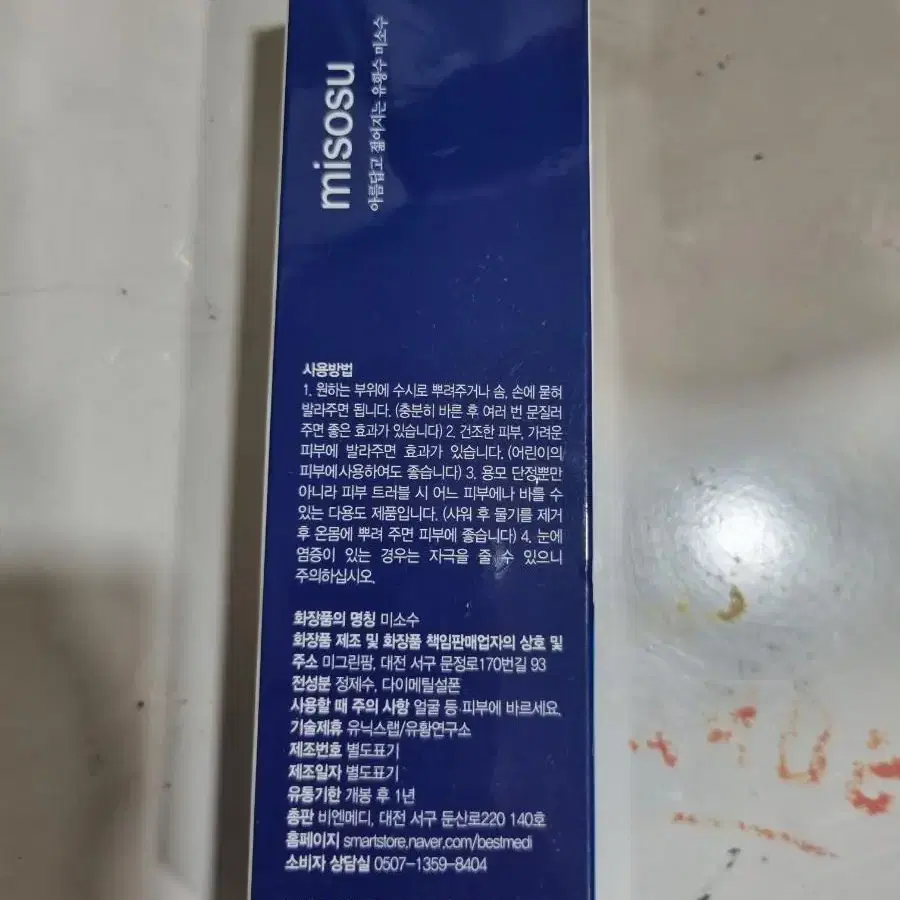 misosu
아름답고 젊어지는 유황수 미소수
사용방법
1. 원하는 부위에 수시로 뿌려주거나 솜, 손에 묻혀
발라주면 됩니다. (충분히 바른 후 여러 번 문질러
주면 좋은 효과가 있습니다) 2. 건조한 피부, 가려운
피부에 발라주면 효과가 있습니다. (어린이의
피부에 사용하여도 좋습니다) 3. 용모 단정뿐만
아니라 피부 트러블 시 어느 피부에나 바를 수
있는 다용도 제품입니다. (샤워 후 물기를 제거
후 온몸에 뿌려 주면 피부에 좋습니다) 4. 눈에
염증이 있는 경우는 자극을 줄 수 있으니
주의하십시오.
화장품의 명칭 미소수
화장품 제조 및 화장품 책임판매업자의 상호 및
주소 미그린팜, 대전 서구 문정로170번길 93
전성분 정제수, 다이메틸설폰
사용할 때 주의 사항 얼굴 등 피부에 바르세요.
기술제휴 유닉스랩/유황연구소
제조번호 별도표기
제조일자 별도표기
유통기한 개봉 후 1년
총판 비엔메디, 대전 서구 둔산로220 140호
홈페이지 smartstore.naver.com/bestmedi
소비자 상담실 0507-1359-8404